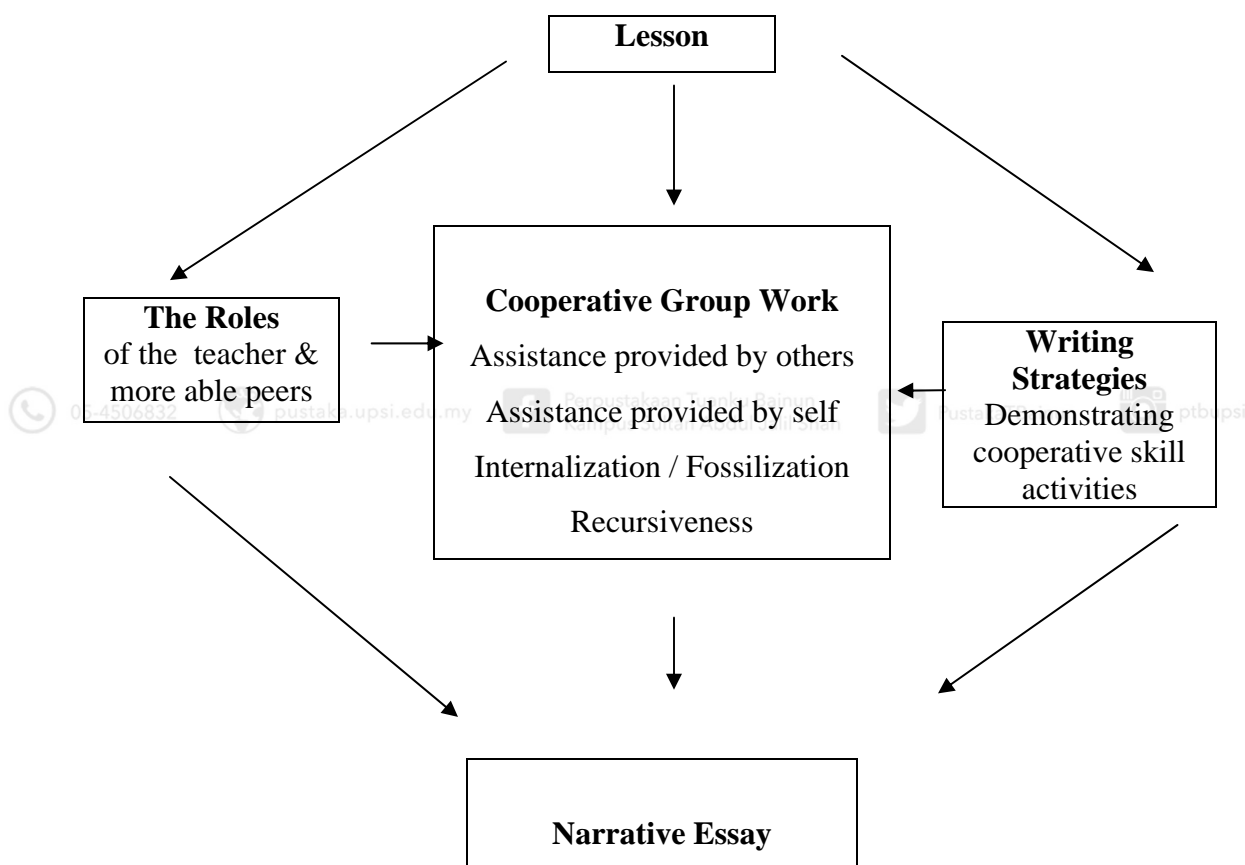 Lesson
The Roles
of the teacher &
more able peers
Cooperative Group Work
Assistance provided by others
Assistance provided by self
Internalization / Fossilization
Recursiveness
Writing
Strategies
Demonstrating
cooperative skill
activities
05-4506832
pustaka.upsi.edu.my
Perpustakaan Tuanku Bainun
Kampus Sultan Abdul Jalil Shah
ptbupsi
Narrative Essay